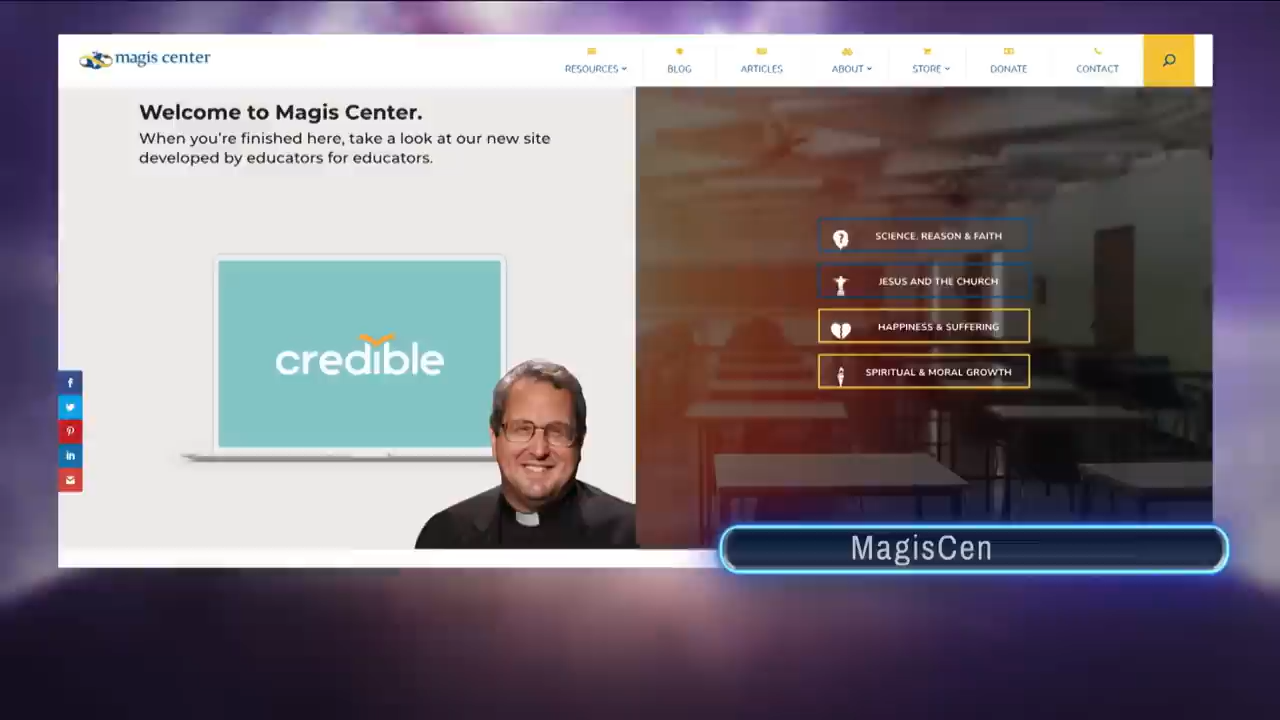 magis center
RESOURCES
BLOG
ARTICLES
ABOUT
STORE
DONATE
CONTACT
Welcome to Magis Center.
When you're finished here, take a look at our new site
developed by educators for educators.
credible
SCIENCE, REASON & FAITH
JESUS AND THE CHURCH
HAPPINESS & SUFFERING
SPIRITUAL & MORAL GROWTH
f
in
MagisCen